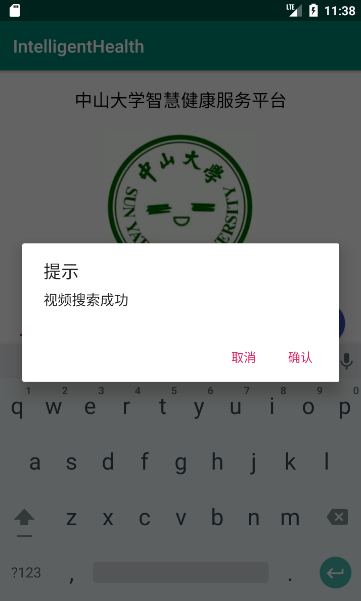 LTE 11:38
IntelligentHealth
中山大学智慧健康服务平台
中山大學
SUN YAT UNIVERSITY
提示
视频搜索成功
取消 确认
1 2 3 4 5 6 7 8 9 0
q w e r t y u i o p
a s d f g h j k l
z x c v b n m
?123 , .